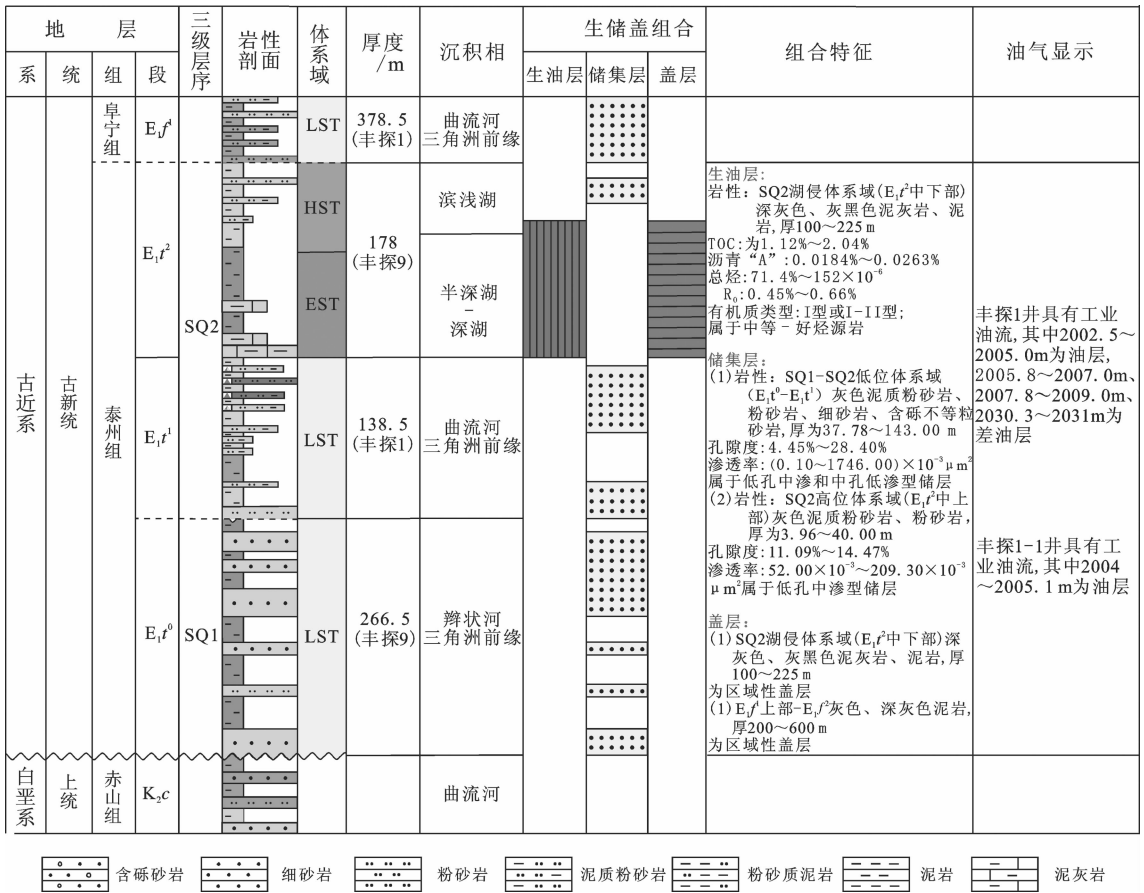 地 层
三级层序
岩性剖面
体系域
厚度/m
沉积相
生储盖组合
组合特征
油气显示
系
统
组
段
生油层
储集层
盖层
古近系
古新统
阜宁组
E₁f¹
LST
378.5
(丰探1)
曲流河
三角洲前缘
泰州组
E₁t²
SQ2
HST
EST
178
(丰探9)
滨浅湖
半深湖
-
深湖
E₁t¹
LST
138.5
(丰探1)
曲流河
三角洲前缘
E₁t⁰
SQ1
LST
266.5
(丰探9)
辫状河
三角洲前缘
白垩系
上统
赤山组
K₂c
曲流河
生油层:
岩性: SQ2湖侵体系域(E₁t²中下部)
深灰色、灰黑色泥灰岩、泥
岩,厚100~225m
TOC:为1.12%~2.04%
沥青“A”:0.0184%~0.0263%
总烃:71.4%~152×10⁻⁶
R₀:0.45%~0.66%
有机质类型:I型或I-II型;
属于中等-好烃源岩
储集层:
(1)岩性: SQ1-SQ2低位体系域
(E₁t⁰-E₁t¹) 灰色泥质粉砂岩、
粉砂岩、细砂岩、含砾不等粒
砂岩,厚为37.78~143.00 m
孔隙度:4.45%~28.40%
渗透率:(0.10~1746.00)×10⁻³μm²
属于低孔中渗和中孔低渗型储层
(2)岩性: SQ2高位体系域(E₁t²中上
部)灰色泥质粉砂岩、粉砂岩,
厚为3.96~40.00m
孔隙度:11.09%~14.47%
渗透率:52.00×10⁻³~209.30×10⁻³
μm²属于低孔中渗型储层
盖层:
(1)SQ2湖侵体系域(E₁t²中下部)深
灰色、灰黑色泥灰岩、泥岩,厚
100~225m
为区域性盖层
(1)E₁f¹上部-E₁f²灰色、深灰色泥岩,
厚200~600m
为区域性盖层
丰探1井具有工业
油流,其中2002.5~
2005.0m为油层,
2005.8~2007.0m、
2007.8~2009.0m、
2030.3~2031m为
差油层
丰探1-1井具有工
业油流,其中2004
~2005.1m为油层
含砾砂岩
细砂岩
粉砂岩
泥质粉砂岩
粉砂质泥岩
泥岩
泥灰岩